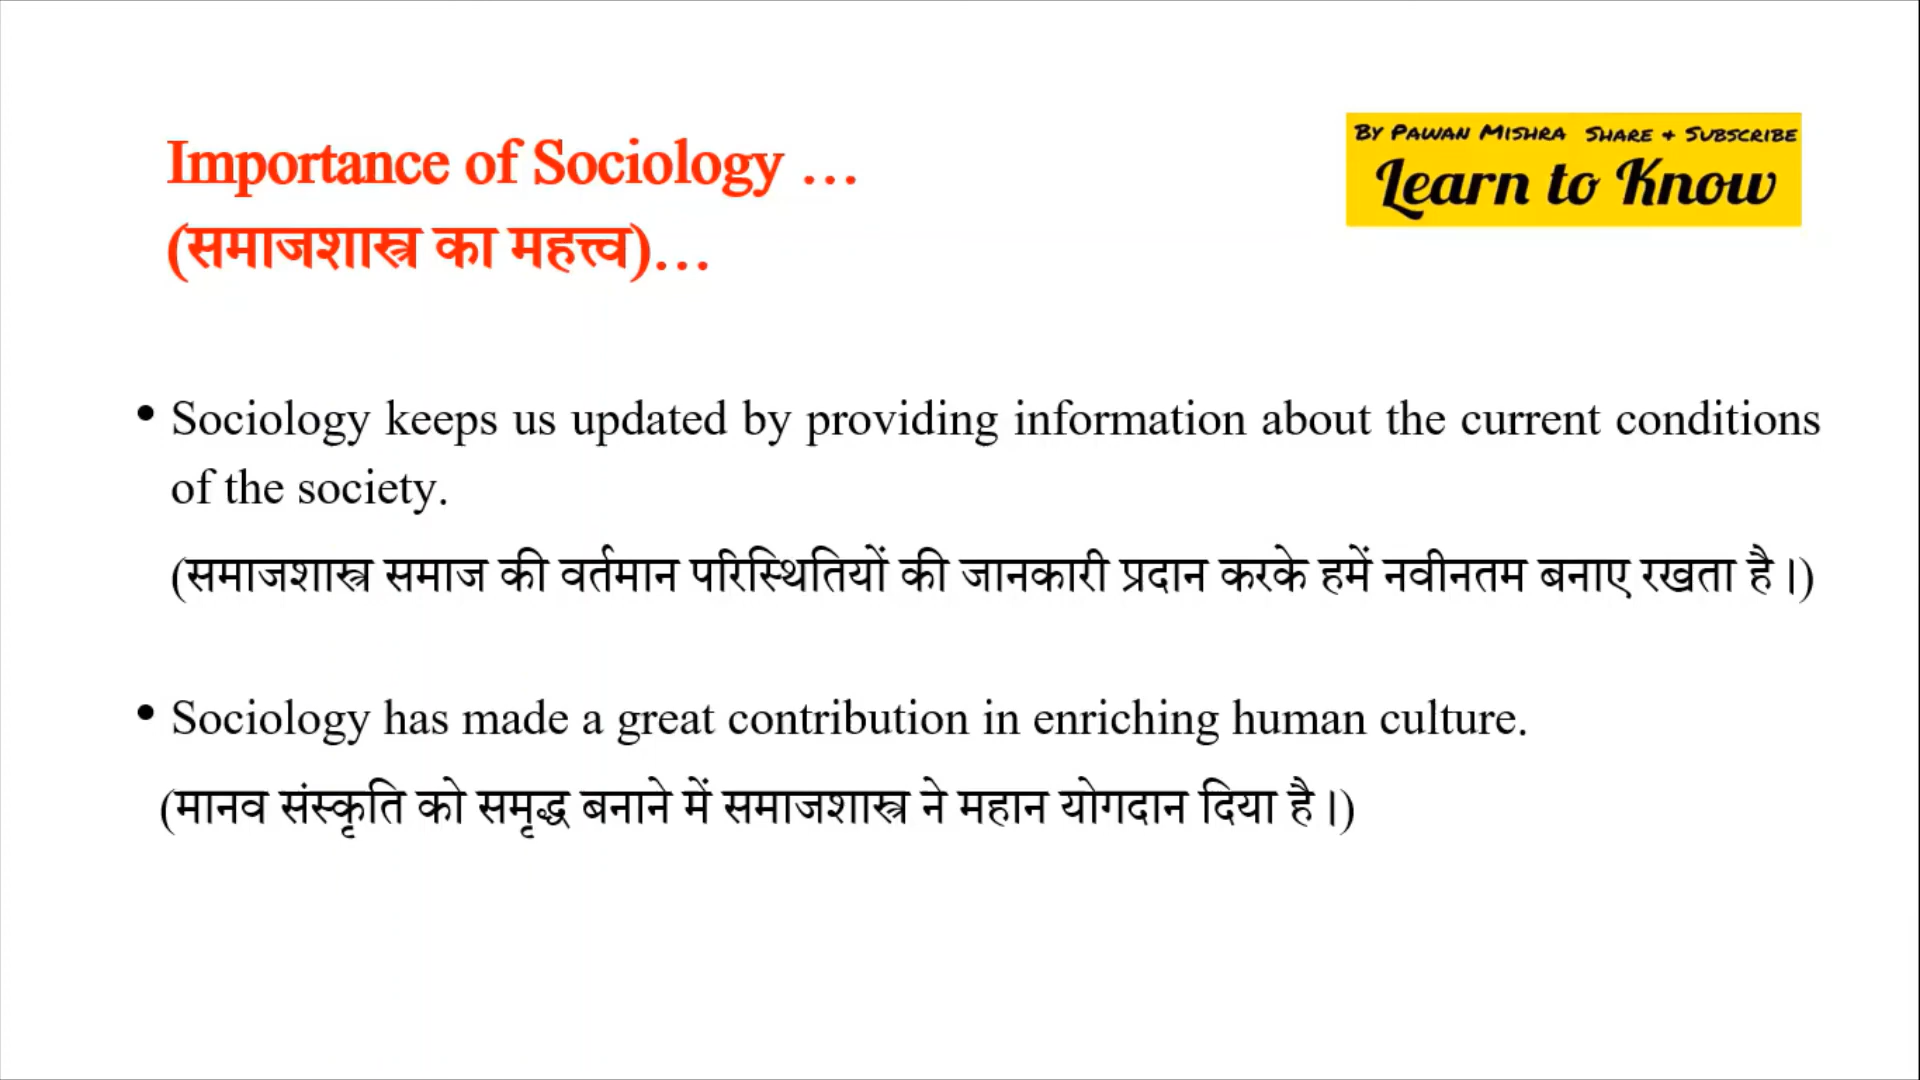 Importance of Sociology …
(समाजशास्त्र का महत्त्व)…
By Pawan Mishra Share + Subscribe
Learn to Know
• Sociology keeps us updated by providing information about the current conditions
of the society.
(समाजशास्त्र समाज की वर्तमान परिस्थितियों की जानकारी प्रदान करके हमें नवीनतम बनाए रखता है।)
• Sociology has made a great contribution in enriching human culture.
(मानव संस्कृति को समृद्ध बनाने में समाजशास्त्र ने महान योगदान दिया है।)